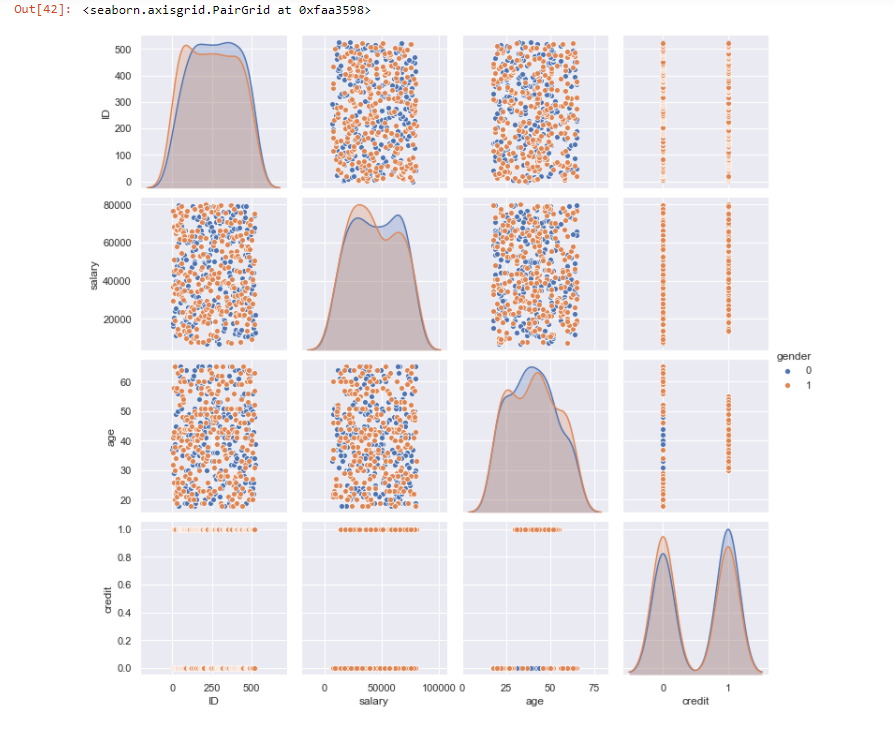 Out[42]: <seaborn.axisgrid.PairGrid at 0xfaa3598>
500
400
300
200
100
0
ID
80000
60000
40000
20000
salary
gender
0
1
60
50
40
30
20
age
1.0
0.8
0.6
0.4
0.2
0.0
credit
0 250 500
0 50000 100000
0 25 50 75
0 1
ID salary age credit